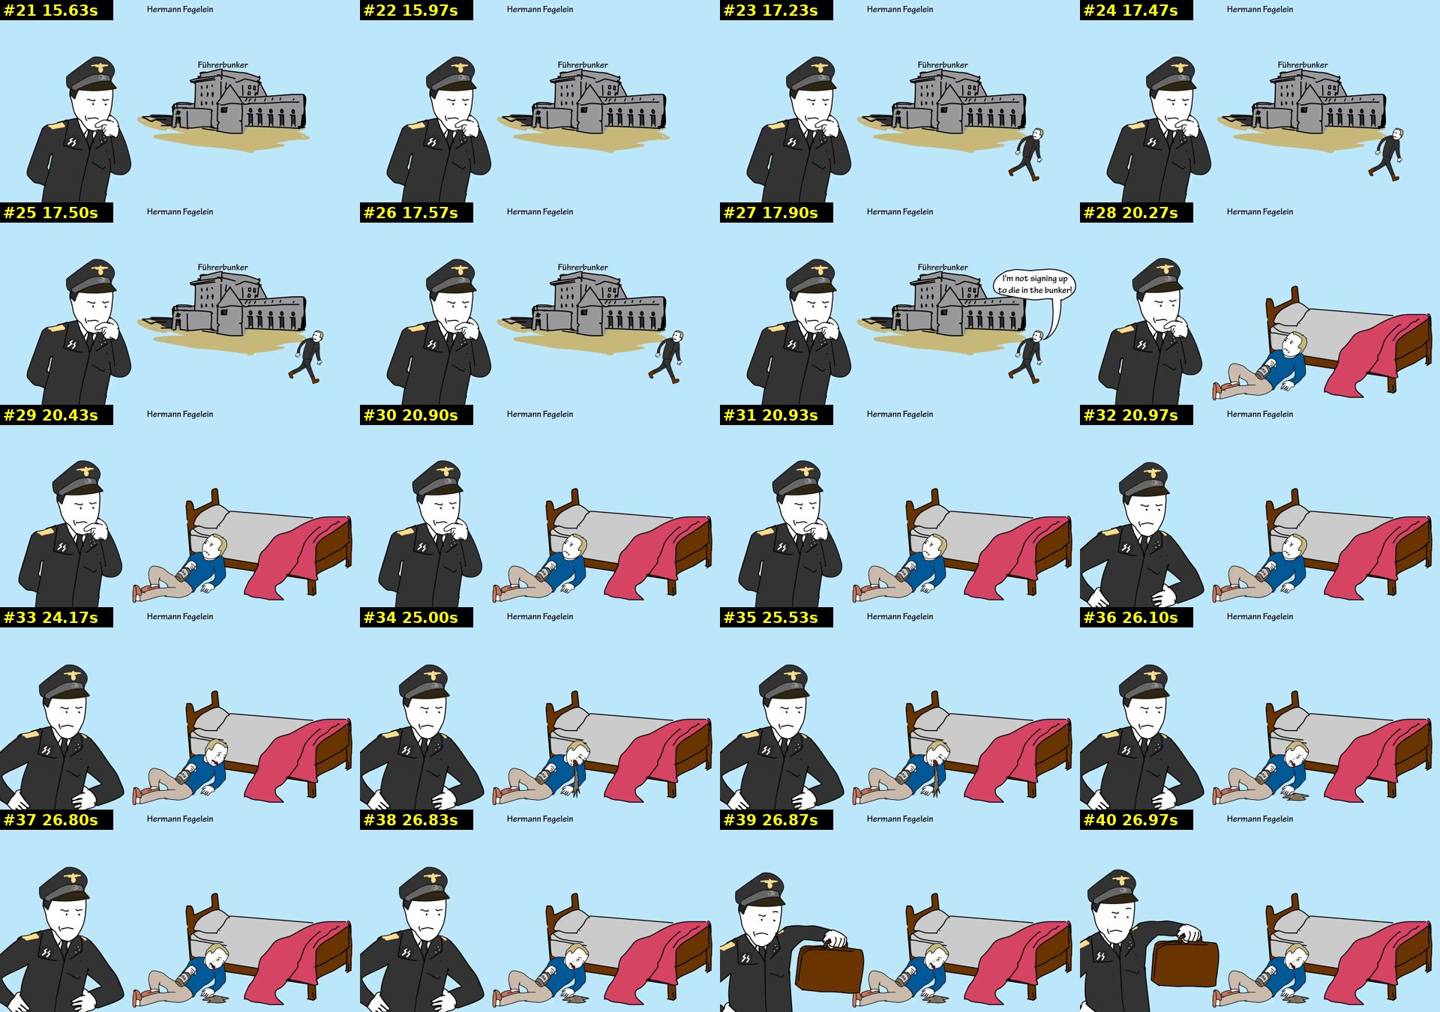 #21 15.63s Hermann Fegelein #22 15.97s Hermann Fegelein #23 17.23s Hermann Fegelein #24 17.47s Hermann Fegelein
Führerbunker Führerbunker Führerbunker Führerbunker
#25 17.50s Hermann Fegelein #26 17.57s Hermann Fegelein #27 17.90s Hermann Fegelein #28 20.27s Hermann Fegelein
Führerbunker Führerbunker Führerbunker
I'm not signing up
to die in the bunker!
#29 20.43s Hermann Fegelein #30 20.90s Hermann Fegelein #31 20.93s Hermann Fegelein #32 20.97s Hermann Fegelein
#33 24.17s Hermann Fegelein #34 25.00s Hermann Fegelein #35 25.53s Hermann Fegelein #36 26.10s Hermann Fegelein
#37 26.80s Hermann Fegelein #38 26.83s Hermann Fegelein #39 26.87s Hermann Fegelein #40 26.97s Hermann Fegelein